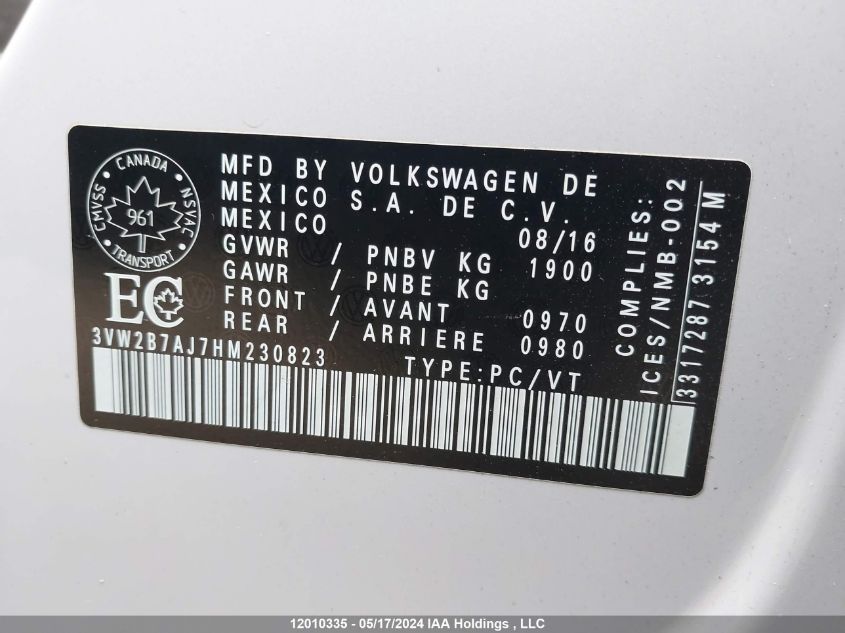 CANADA
CMVSS
NSVAC
961
TRANSPORT
EC
MFD BY VOLKSWAGEN DE
MEXICO S.A. DE C.V.
MEXICO 08/16
GVWR / PNBV KG 1900
GAWR / PNBE KG
FRONT / AVANT 0970
REAR / ARRIERE 0980
3VW2B7AJ7HM230823 TYPE:PC/VT
COMPLIES:
ICES/NMB-002
3317287 3154 M
12010335 - 05/17/2024 IAA Holdings , LLC